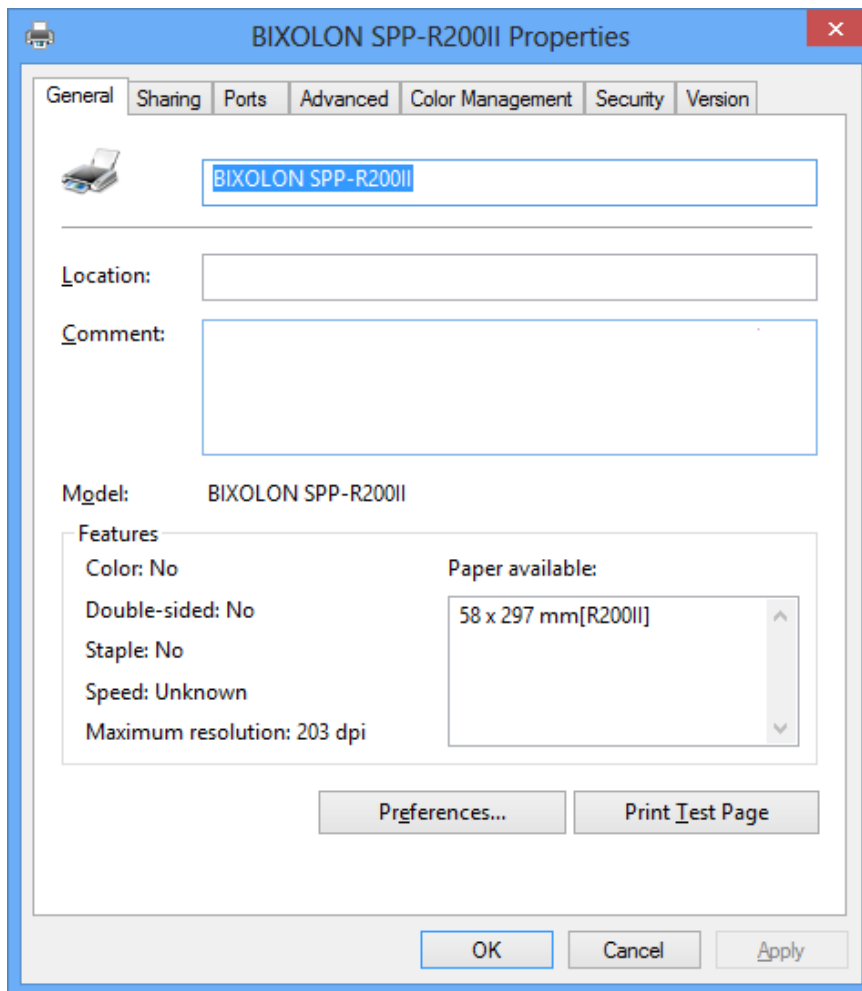 BIXOLON SPP-R200II Properties
General Sharing Ports Advanced Color Management Security Version
BIXOLON SPP-R200II
Location:
Comment:
Model: BIXOLON SPP-R200II
Features
Color: No
Paper available:
Double-sided: No
58 x 297 mm[R200II]
Staple: No
Speed: Unknown
Maximum resolution: 203 dpi
Preferences... Print Test Page
OK Cancel Apply